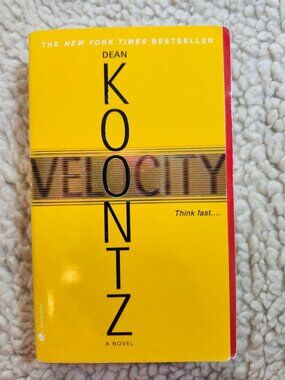 THE NEW YORK TIMES BESTSELLER
DEAN
KOONTZ
VELOCITY
Think fast....
A NOVEL